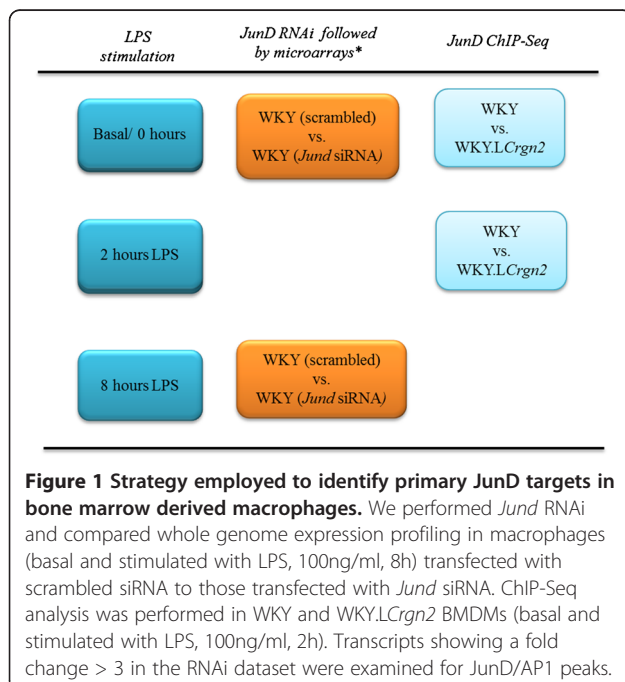 LPS stimulation
JunD RNAi followed by microarrays*
JunD ChIP-Seq
Basal/ 0 hours
WKY (scrambled)
vs.
WKY (Jund siRNA)
WKY
vs.
WKY.LCrgn2
2 hours LPS
WKY
vs.
WKY.LCrgn2
8 hours LPS
WKY (scrambled)
vs.
WKY (Jund siRNA)
Figure 1 Strategy employed to identify primary JunD targets in
bone marrow derived macrophages. We performed Jund RNAi
and compared whole genome expression profiling in macrophages
(basal and stimulated with LPS, 100ng/ml, 8h) transfected with
scrambled siRNA to those transfected with Jund siRNA. ChIP-Seq
analysis was performed in WKY and WKY.LCrgn2 BMDMs (basal and
stimulated with LPS, 100ng/ml, 2h). Transcripts showing a fold
change > 3 in the RNAi dataset were examined for JunD/AP1 peaks.